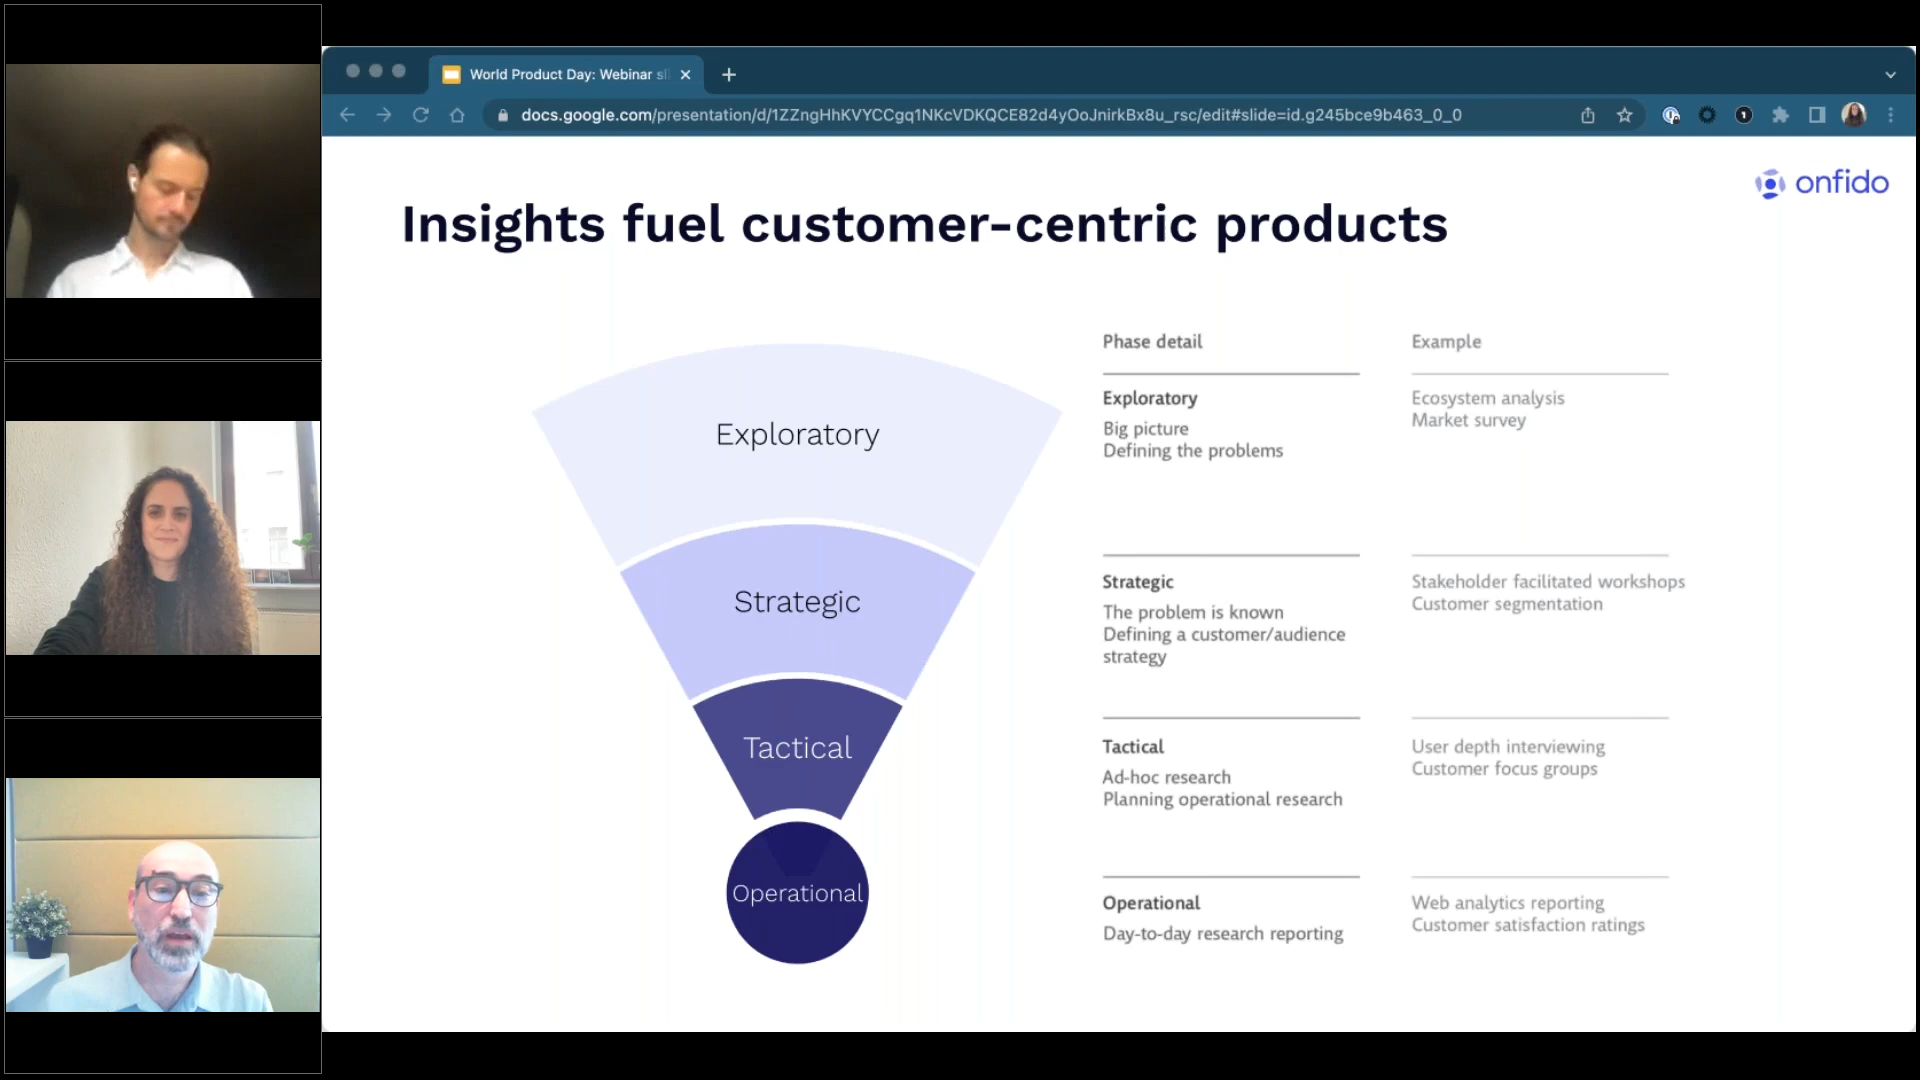 World Product Day: Webinar sli
docs.google.com/presentation/d/1ZZngHhKVYCCgq1NKcVDKQCE82d4yOoJnirkBx8u_rsc/edit#slide=id.g245bce9b463_0_0
1
onfido
Insights fuel customer-centric products
Exploratory
Strategic
Tactical
Operational
Phase detail
Example
Exploratory
Big picture
Defining the problems
Ecosystem analysis
Market survey
Strategic
The problem is known
Defining a customer/audience
strategy
Stakeholder facilitated workshops
Customer segmentation
Tactical
Ad-hoc research
Planning operational research
User depth interviewing
Customer focus groups
Operational
Day-to-day research reporting
Web analytics reporting
Customer satisfaction ratings